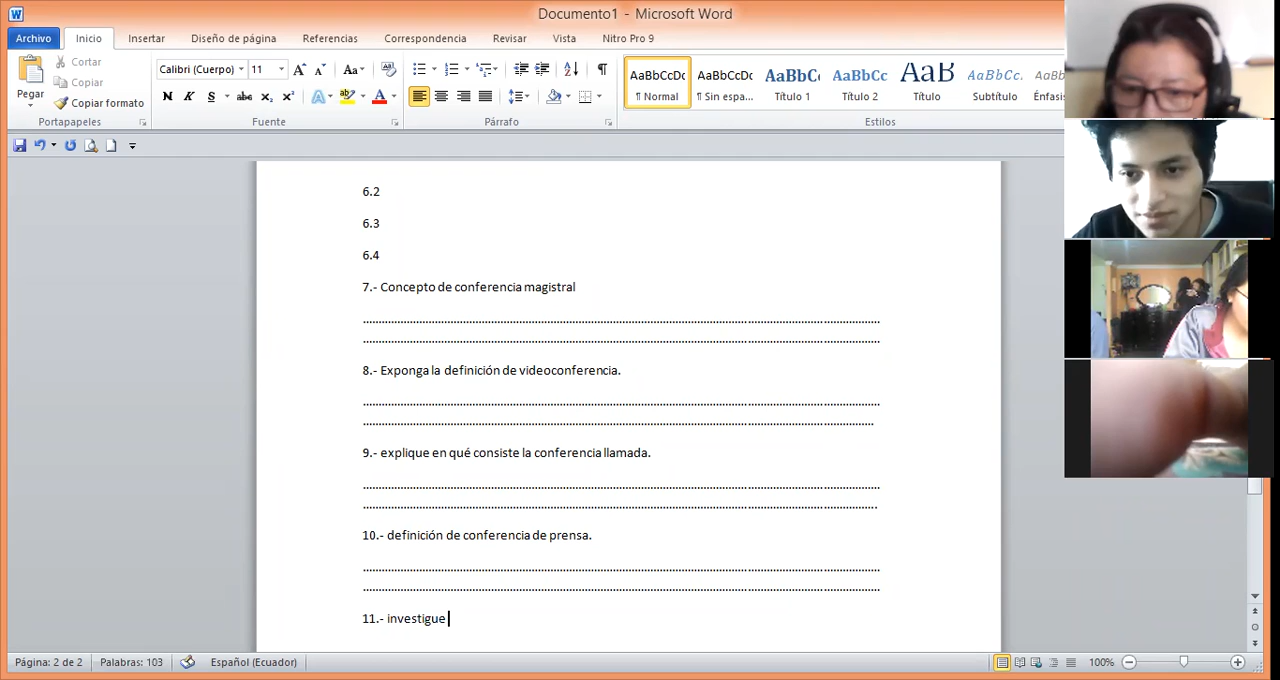 Documento1 - Microsoft Word
Archivo Inicio Insertar Diseño de página Referencias Correspondencia Revisar Vista Nitro Pro 9
Pegar
Cortar
Copiar
Copiar formato
Portapapeles
Calibri (Cuerpo) 11
Fuente
Párrafo
AaBbCcDc AaBbCcDc AaBbC AaBbCc AaB AaBbCc. AaBb
¶ Normal ¶ Sin espa... Título 1 Título 2 Título Subtítulo Énfasis
Estilos
6.2
6.3
6.4
7.- Concepto de conferencia magistral
8.- Exponga la definición de videoconferencia.
9.- explique en qué consiste la conferencia llamada.
10.- definición de conferencia de prensa.
11.- investigue
Página: 2 de 2 Palabras: 103 Español (Ecuador) 100%